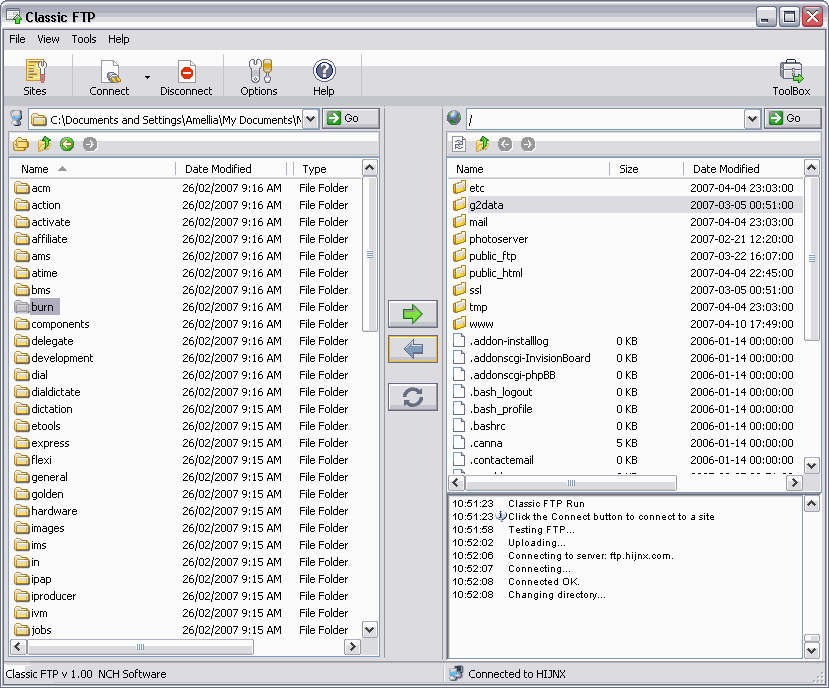 Classic FTP
File View Tools Help
Sites Connect Disconnect Options Help ToolBox
C:\Documents and Settings\Amellia\My Documents\ Go
/ Go
Name Date Modified Type
acm 26/02/2007 9:16 AM File Folder
action 26/02/2007 9:16 AM File Folder
activate 26/02/2007 9:16 AM File Folder
affiliate 26/02/2007 9:16 AM File Folder
ams 26/02/2007 9:16 AM File Folder
atime 26/02/2007 9:16 AM File Folder
bms 26/02/2007 9:16 AM File Folder
burn 26/02/2007 9:16 AM File Folder
components 26/02/2007 9:16 AM File Folder
delegate 26/02/2007 9:16 AM File Folder
development 26/02/2007 9:16 AM File Folder
dial 26/02/2007 9:16 AM File Folder
dialdictate 26/02/2007 9:16 AM File Folder
dictation 26/02/2007 9:15 AM File Folder
etools 26/02/2007 9:15 AM File Folder
express 26/02/2007 9:15 AM File Folder
flexi 26/02/2007 9:15 AM File Folder
general 26/02/2007 9:15 AM File Folder
golden 26/02/2007 9:15 AM File Folder
hardware 26/02/2007 9:15 AM File Folder
images 26/02/2007 9:15 AM File Folder
ims 26/02/2007 9:15 AM File Folder
in 26/02/2007 9:15 AM File Folder
ipap 26/02/2007 9:15 AM File Folder
iproducer 26/02/2007 9:15 AM File Folder
ivm 26/02/2007 9:15 AM File Folder
jobs 26/02/2007 9:15 AM File Folder
Name Size Date Modified
etc 2007-04-04 23:03:00
g2data 2007-03-05 00:51:00
mail 2007-04-04 23:03:00
photoserver 2007-02-21 12:20:00
public_ftp 2007-03-22 16:07:00
public_html 2007-04-04 22:45:00
ssl 2007-03-05 00:51:00
tmp 2007-04-04 23:03:00
www 2007-04-10 17:49:00
.addon-installlog 0 KB 2006-01-14 00:00:00
.addonscgi-InvisionBoard 0 KB 2006-01-14 00:00:00
.addonscgi-phpBB 0 KB 2006-01-14 00:00:00
.bash_logout 0 KB 2006-01-14 00:00:00
.bash_profile 0 KB 2006-01-14 00:00:00
.bashrc 0 KB 2006-01-14 00:00:00
.canna 5 KB 2006-01-14 00:00:00
.contactemail 0 KB 2006-01-14 00:00:00
10:51:23 Classic FTP Run
10:51:23 Click the Connect button to connect to a site
10:51:58 Testing FTP...
10:52:02 Uploading...
10:52:06 Connecting to server: ftp.hijnx.com.
10:52:07 Connecting...
10:52:08 Connected OK.
10:52:08 Changing directory...
Classic FTP v 1.00 NCH Software
Connected to HIJNX